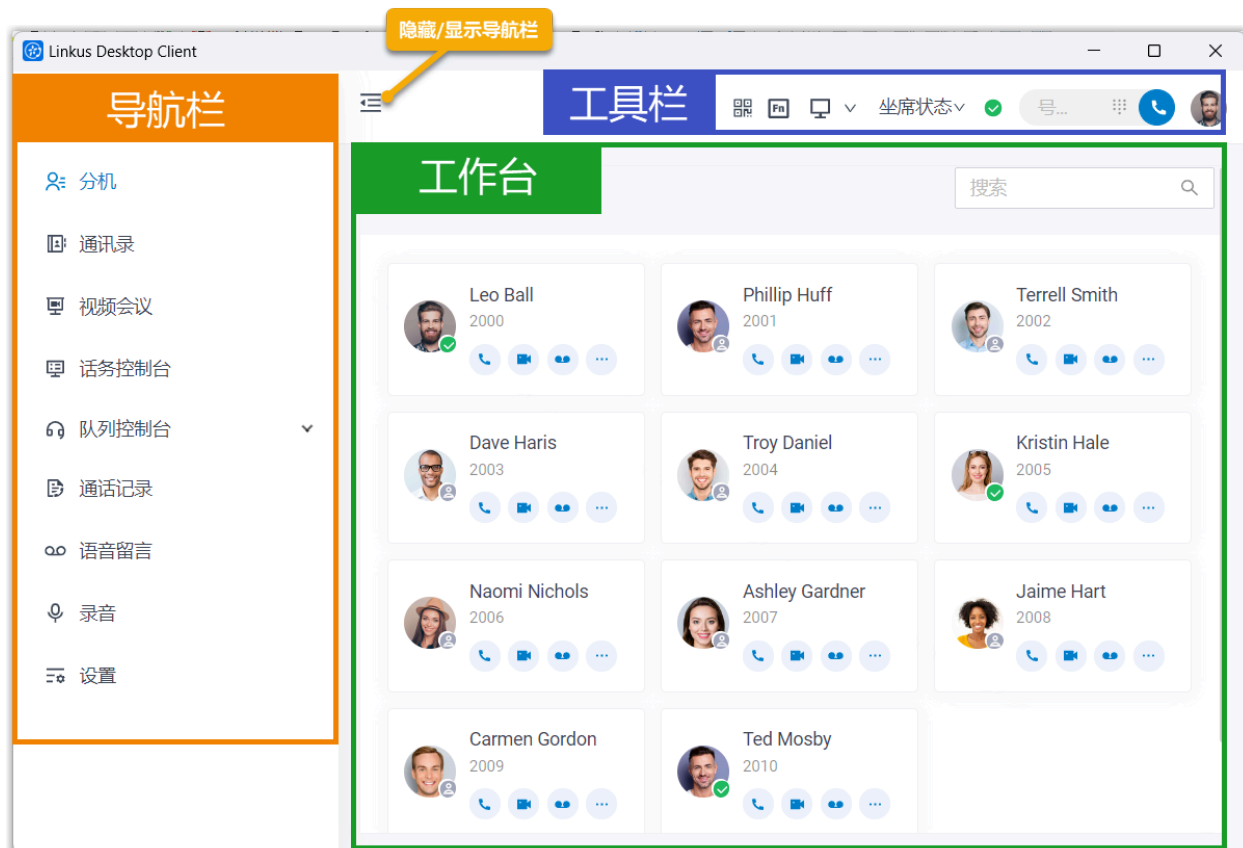 隐藏/显示导航栏
Linkus Desktop Client
导航栏
工具栏
Fn
坐席状态
号...
分机
通讯录
视频会议
话务控制台
队列控制台
通话记录
语音留言
录音
设置
工作台
搜索
Leo Ball
2000
Phillip Huff
2001
Terrell Smith
2002
Dave Haris
2003
Troy Daniel
2004
Kristin Hale
2005
Naomi Nichols
2006
Ashley Gardner
2007
Jaime Hart
2008
Carmen Gordon
2009
Ted Mosby
2010